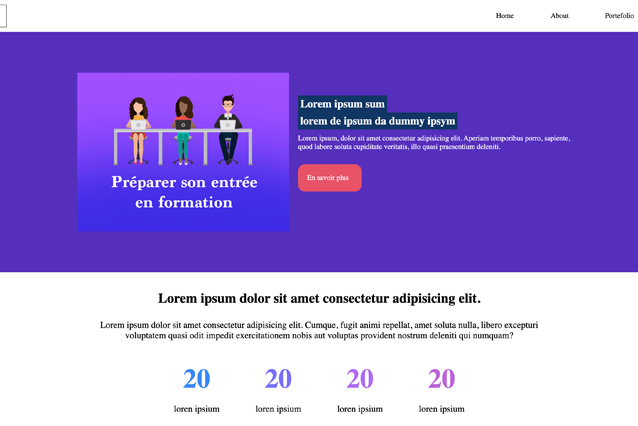 Home About Portefolio
Préparer son entrée
en formation
Lorem ipsum sum
lorem de ipsum da dummy ipsym
Lorem ipsum, dolor sit amet consectetur adipisicing elit. Aperiam temporibus porro, sapiente,
quod labore soluta cupiditate veritatis, illo quasi praesentium deleniti.
En savoir plus
Lorem ipsum dolor sit amet consectetur adipisicing elit.
Lorem ipsum dolor sit amet consectetur adipisicing elit. Cumque, fugit animi repellat, amet soluta nulla, libero excepturi
voluptatem quasi odit impedit exercitationem nobis aut voluptas provident nostrum deleniti qui numquam?
20 20 20 20
loren ipsium loren ipsium loren ipsium loren ipsium